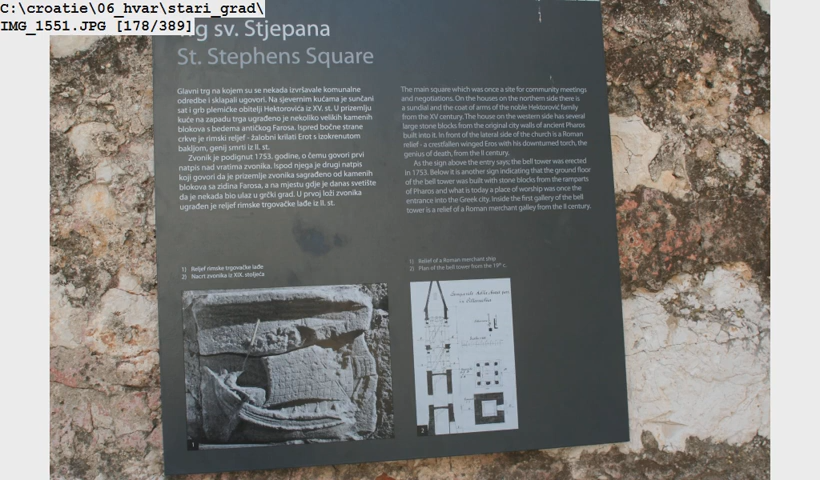 C:\croatie\06_hvar\stari_grad\
IMG_1551.JPG [178/389]
sv. Stjepana
St. Stephens Square
Glavni trg na kojem su se nekada izvršavale komunalne
odredbe i sklapali ugovori. Na sjevernim kućama je sunčani
sat i grb plemićke obitelji Hektorovića iz XV. st. U prizemlju
kuće na zapadu trga ugrađeno je nekoliko velikih kamenih
blokova s bedema antičkog Farosa. Ispred bočne strane
crkve je rimski reljef - žalobni krilati Erot s izokrenutom
bakljom, genij smrti iz II. st.
Zvonik je podignut 1753. godine, o čemu govori prvi
natpis nad vratima zvonika. Ispod njega je drugi natpis
koji govori da je prizemlje zvonika sagrađeno od kamenih
blokova sa zidina Farosa, a na mjestu gdje je danas svetište
da je nekada bio ulaz u grčki grad. U prvoj loži zvonika
ugrađen je reljef rimske trgovačke lađe iz II. st.
The main square which was once a site for community meetings
and negotiations. On the houses on the northern side there is
a sundial and the coat of arms of the noble Hektorović family
from the XV century. The house on the western side has several
large stone blocks from the original city walls of ancient Pharos
built into it. In front of the lateral side of the church is a Roman
relief - a crestfallen winged Eros with his downturned torch, the
genius of death, from the II century.
As the sign above the entry says; the bell tower was erected
in 1753. Below it is another sign indicating that the ground floor
of the bell tower was built with stone blocks from the ramparts
of Pharos and what is today a place of worship was once the
entrance into the Greek city. Inside the first gallery of the bell
tower is a relief of a Roman merchant galley from the II century.
1) Reljef rimske trgovačke lađe
2) Nacrt zvonika iz XIX. stoljeća
1) Relief of a Roman merchant ship
2) Plan of the bell tower from the 19th c.
1
2